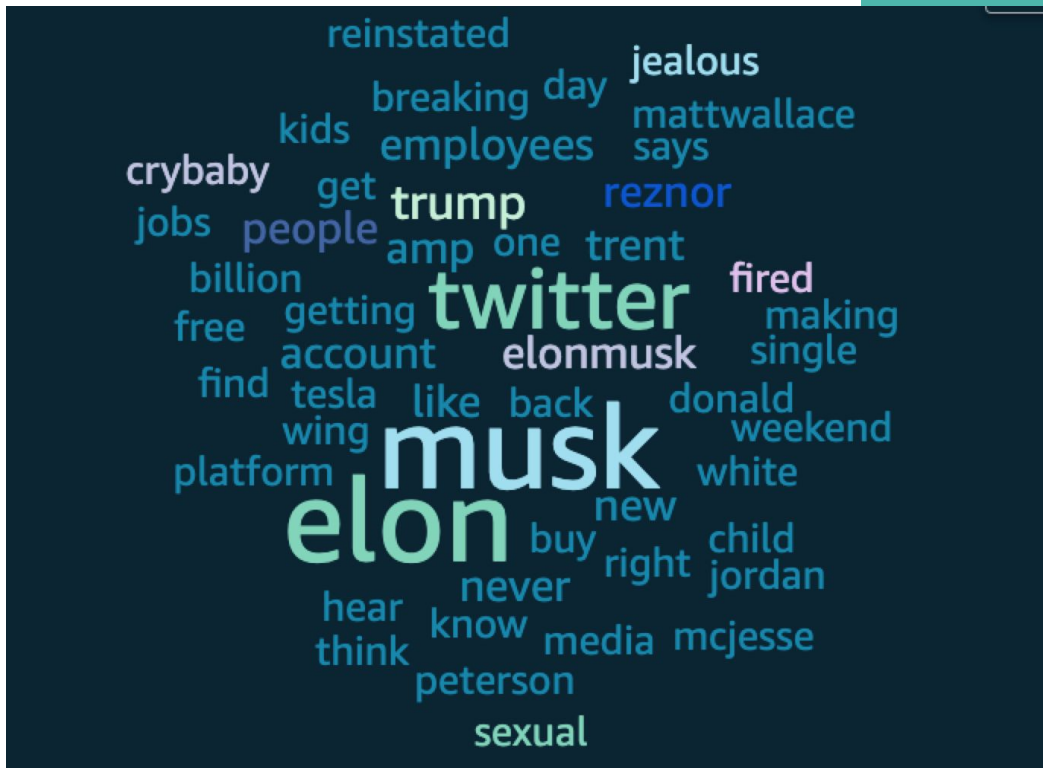 reinstated
jealous
breaking day
mattwallace
kids
employees says
crybaby
get trump reznor
jobs people
amp one trent
billion twitter fired
free getting making
account elonmusk single
find tesla like back donald
wing weekend
musk
platform white
elon new
buy child
right jordan
never
hear know
think media mcjesse
peterson
sexual